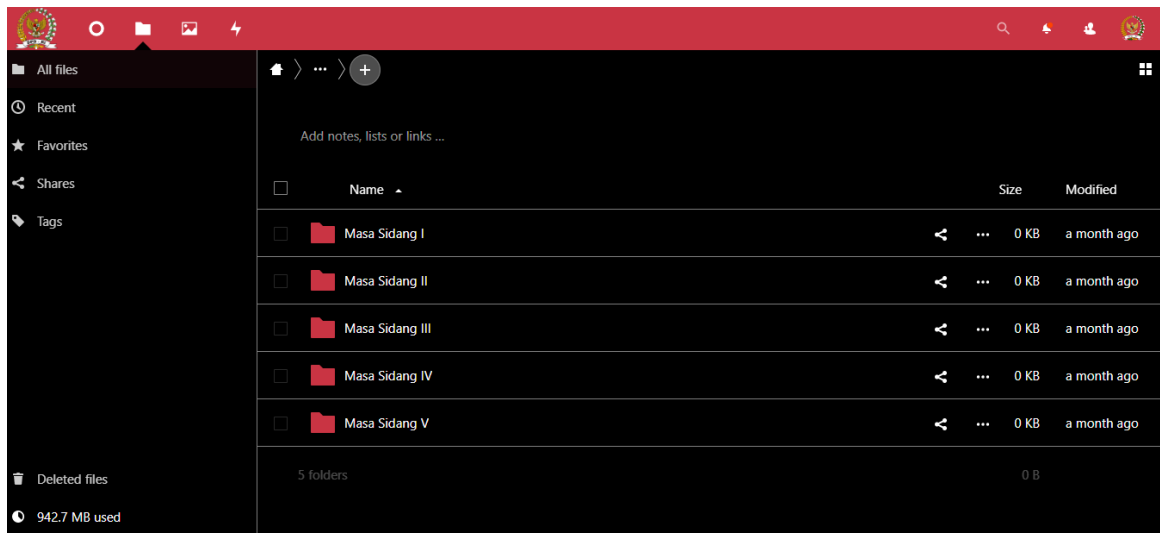 All files
Recent
Favorites
Shares
Tags
Deleted files
942.7 MB used
Add notes, lists or links ...
Name Size Modified
Masa Sidang I 0 KB a month ago
Masa Sidang II 0 KB a month ago
Masa Sidang III 0 KB a month ago
Masa Sidang IV 0 KB a month ago
Masa Sidang V 0 KB a month ago
5 folders 0 B